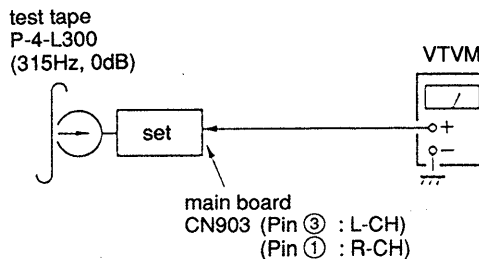 test tape
P-4-L300
(315Hz, 0dB)
VTVM
set
+
−
main board
CN903 (Pin ③ : L-CH)
(Pin ① : R-CH)